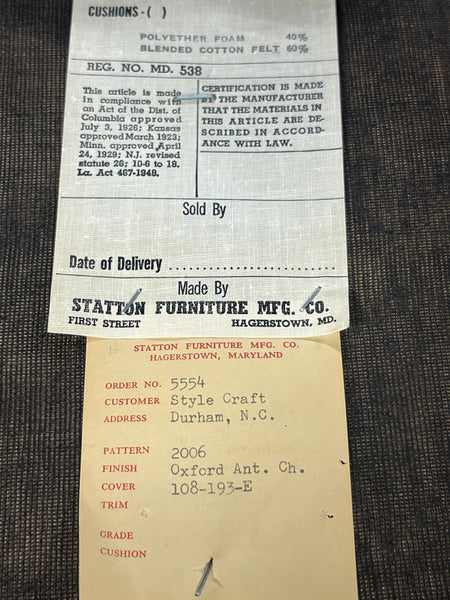 CUSHIONS - ( )
POLYETHER FOAM 40%
BLENDED COTTON FELT 60%
REG. NO. MD. 538
This article is made
in compliance with
an Act of the Dist. of
Columbia approved
July 3, 1926; Kansas
approved March 1923;
Minn. approved April
24, 1929; N.J. revised
statute 26; 10-6 to 18.
La. Act 467-1948.
CERTIFICATION IS MADE
BY THE MANUFACTURER
THAT THE MATERIALS IN
THIS ARTICLE ARE DE-
SCRIBED IN ACCORD-
ANCE WITH LAW.
Sold By
Date of Delivery ........................
Made By
STATTON FURNITURE MFG. CO.
FIRST STREET HAGERSTOWN, MD.
STATTON FURNITURE MFG. CO.
HAGERSTOWN, MARYLAND
ORDER NO. 5554
CUSTOMER Style Craft
ADDRESS Durham, N.C.
PATTERN 2006
FINISH Oxford Ant. Ch.
COVER 108-193-E
TRIM
GRADE
CUSHION